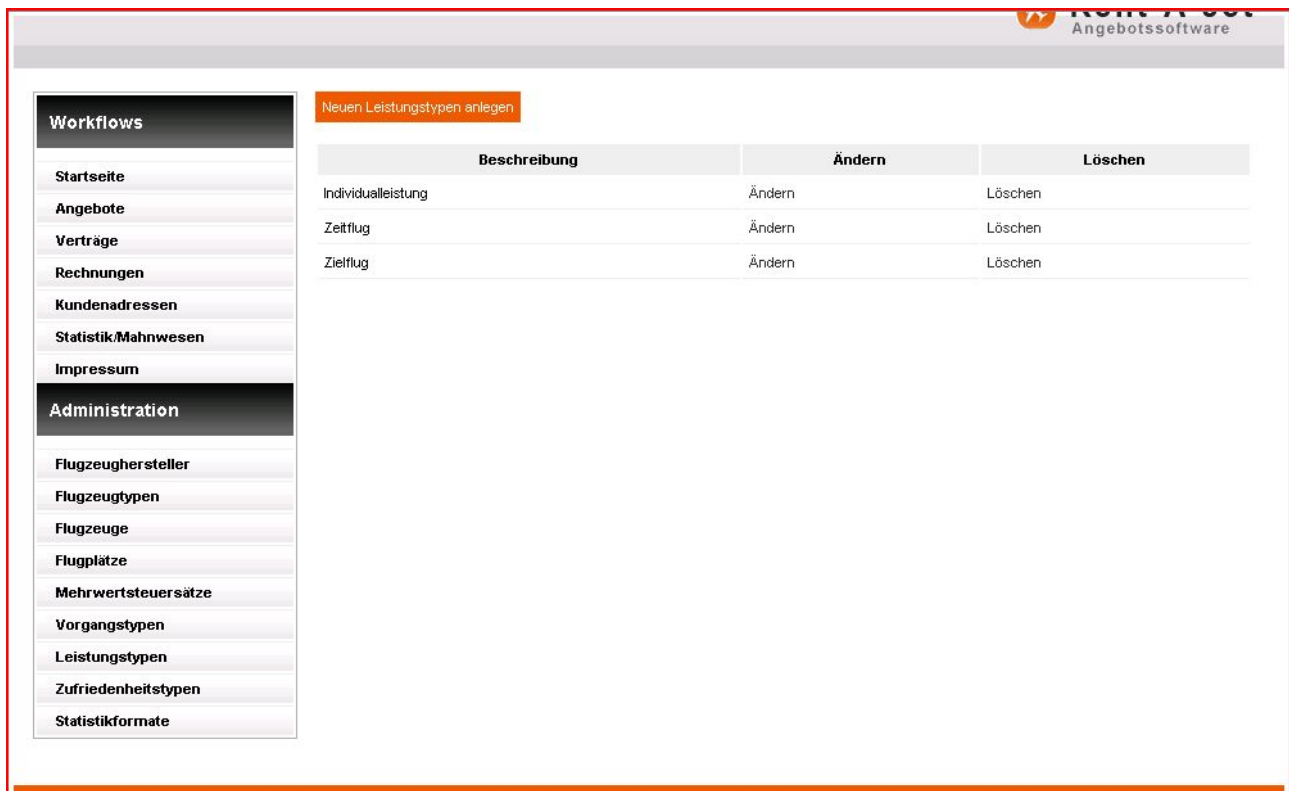 Angebotssoftware
Workflows
Startseite
Angebote
Verträge
Rechnungen
Kundenadressen
Statistik/Mahnwesen
Impressum
Administration
Flugzeughersteller
Flugzeugtypen
Flugzeuge
Flugplätze
Mehrwertsteuersätze
Vorgangstypen
Leistungstypen
Zufriedenheitstypen
Statistikformate
Neuen Leistungstypen anlegen
Beschreibung Ändern Löschen
Individualleistung Ändern Löschen
Zeitflug Ändern Löschen
Zielflug Ändern Löschen